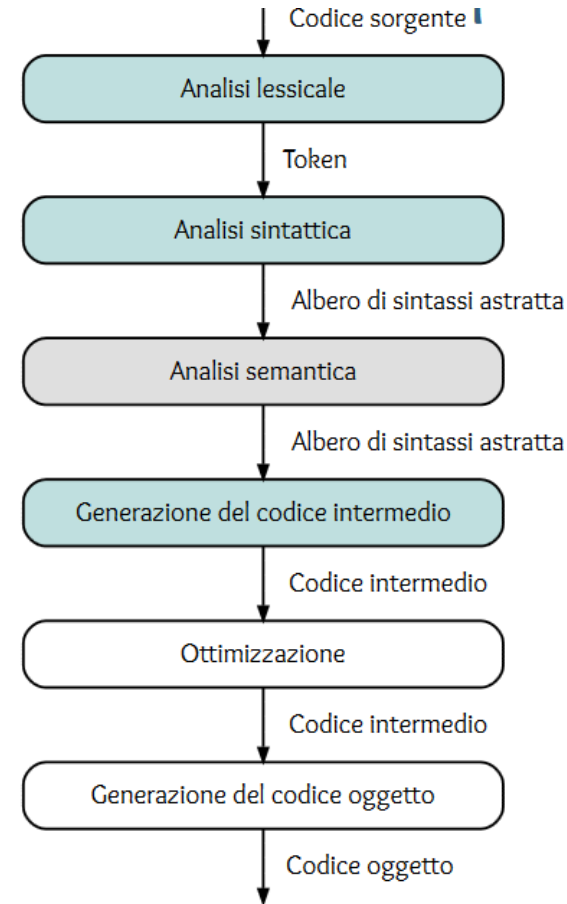 Codice sorgente
Analisi lessicale
Token
Analisi sintattica
Albero di sintassi astratta
Analisi semantica
Albero di sintassi astratta
Generazione del codice intermedio
Codice intermedio
Ottimizzazione
Codice intermedio
Generazione del codice oggetto
Codice oggetto